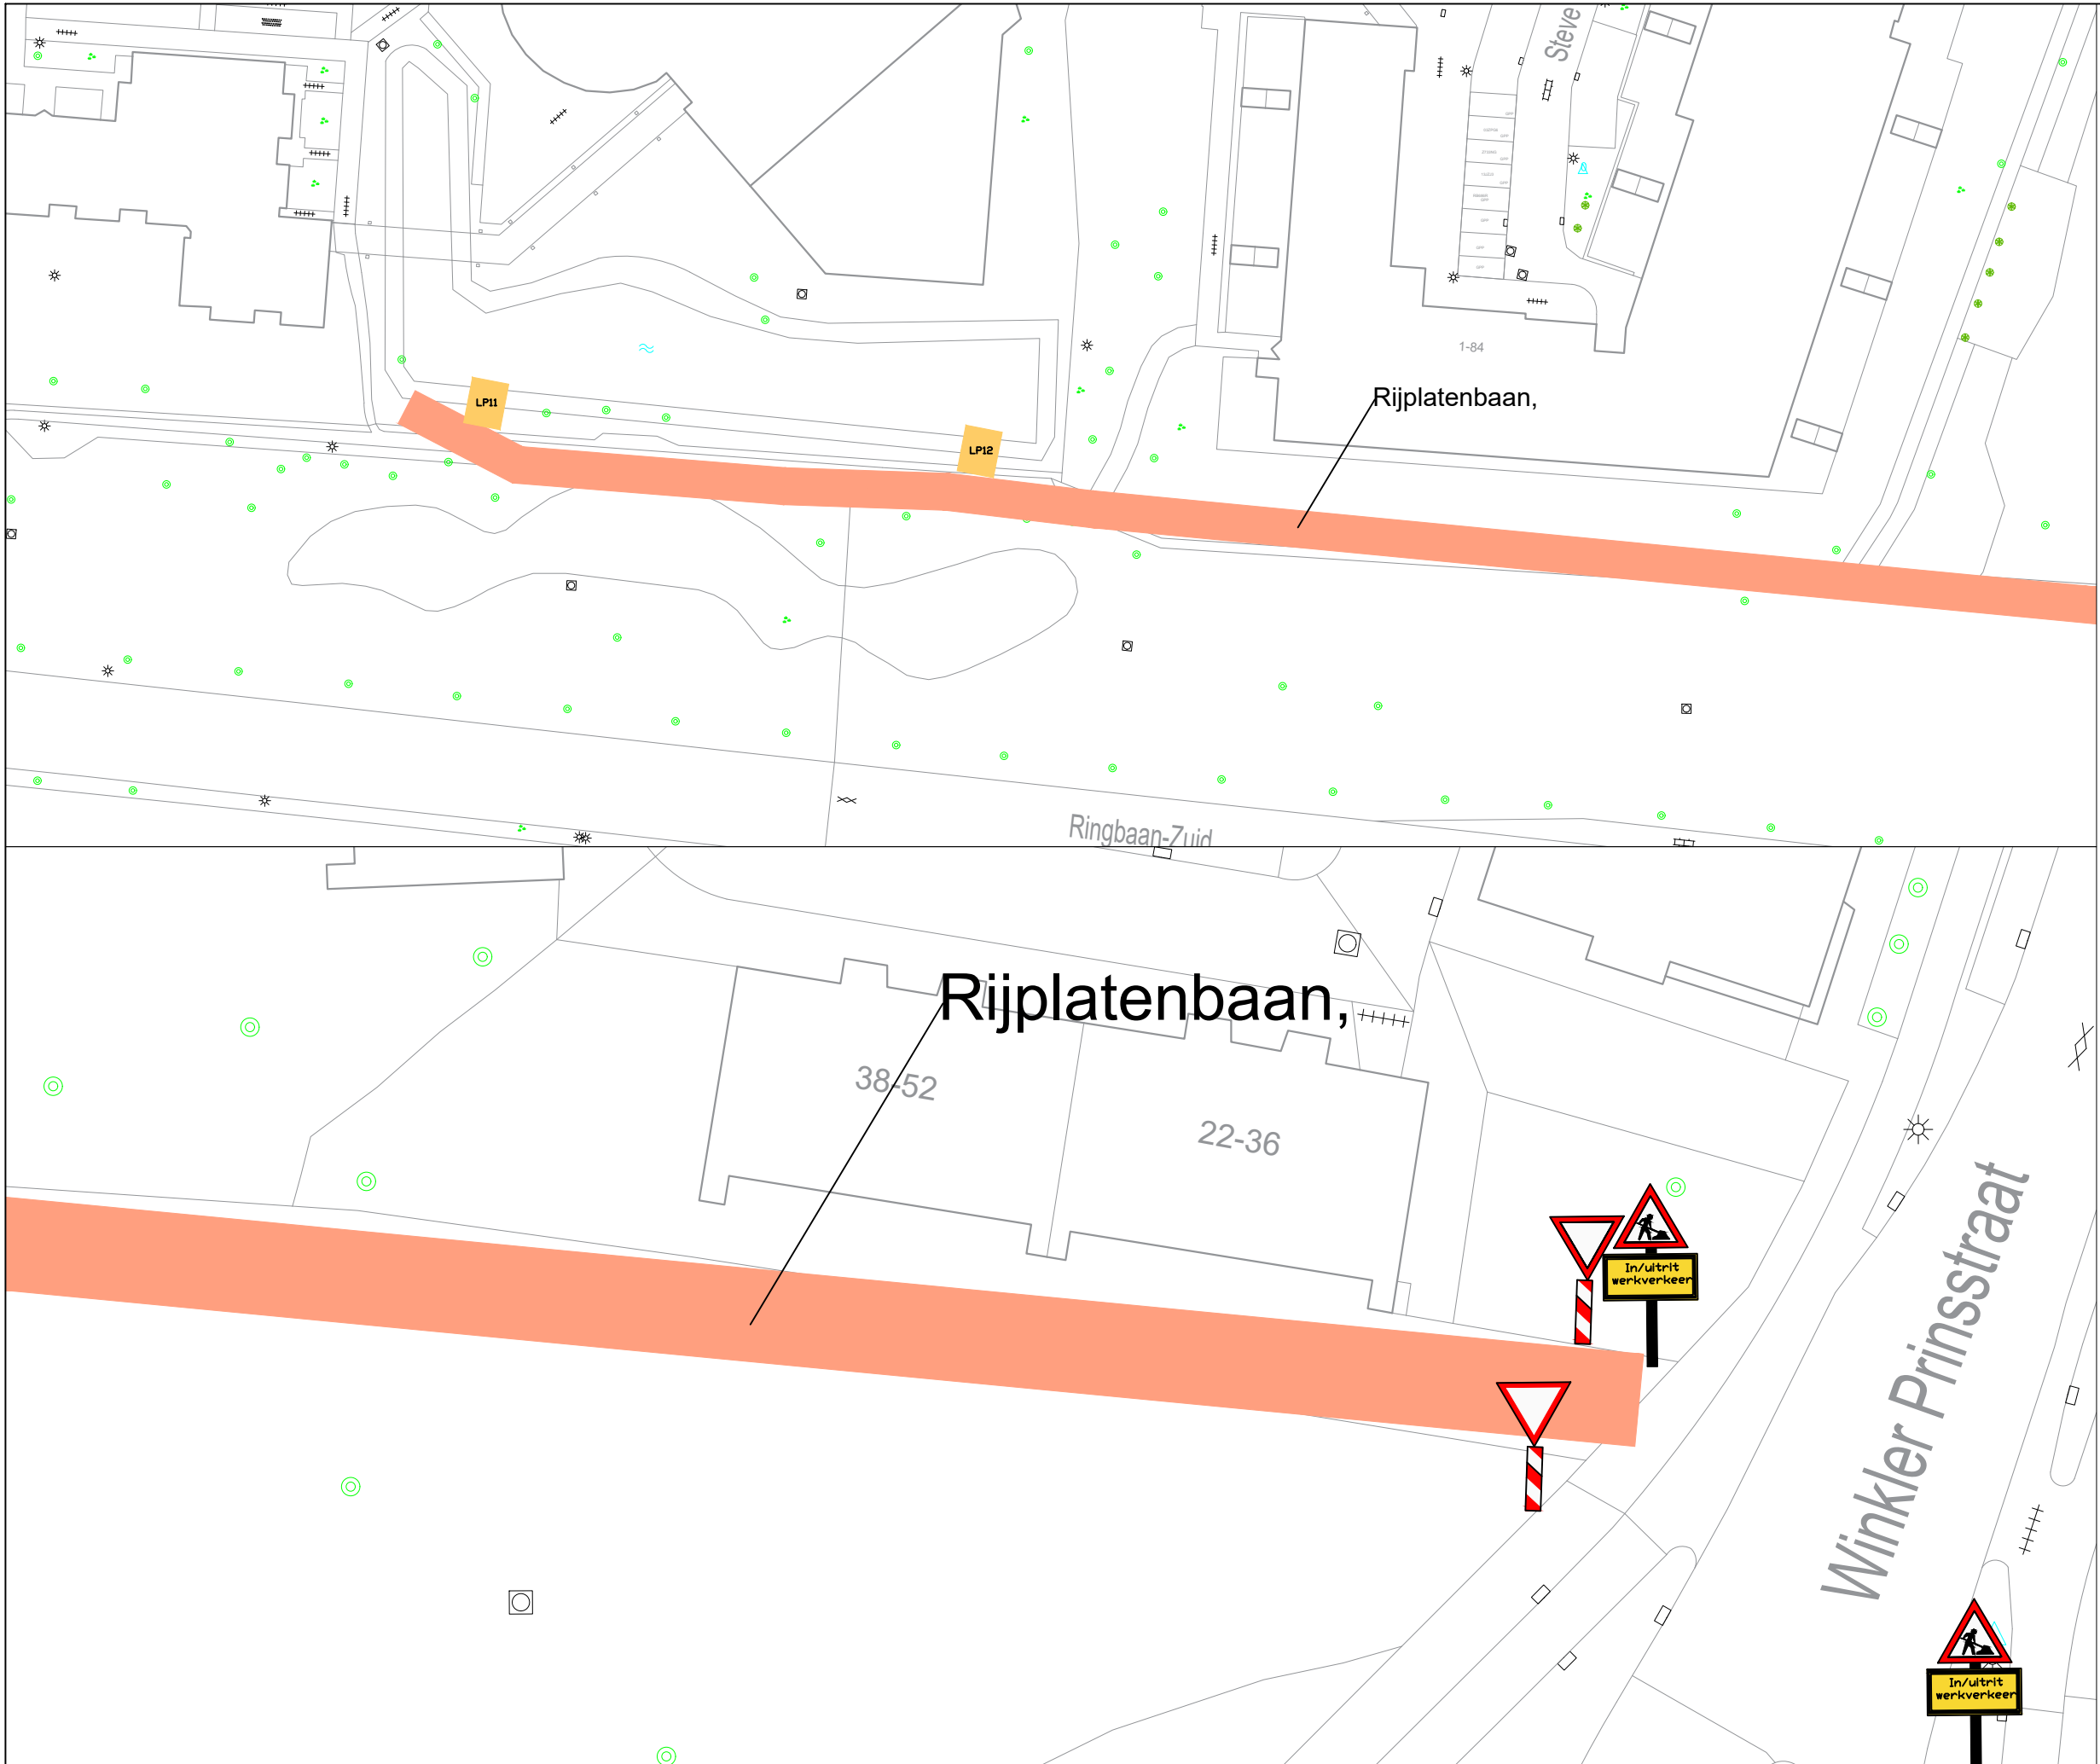 Steve
1-84
Rijplatenbaan,
LP11
LP12
Ringbaan-Zuid
Rijplatenbaan,
38-52
22-36
In/uitrit
werkverkeer
Winkler Prinsstraat
In/uitrit
werkverkeer